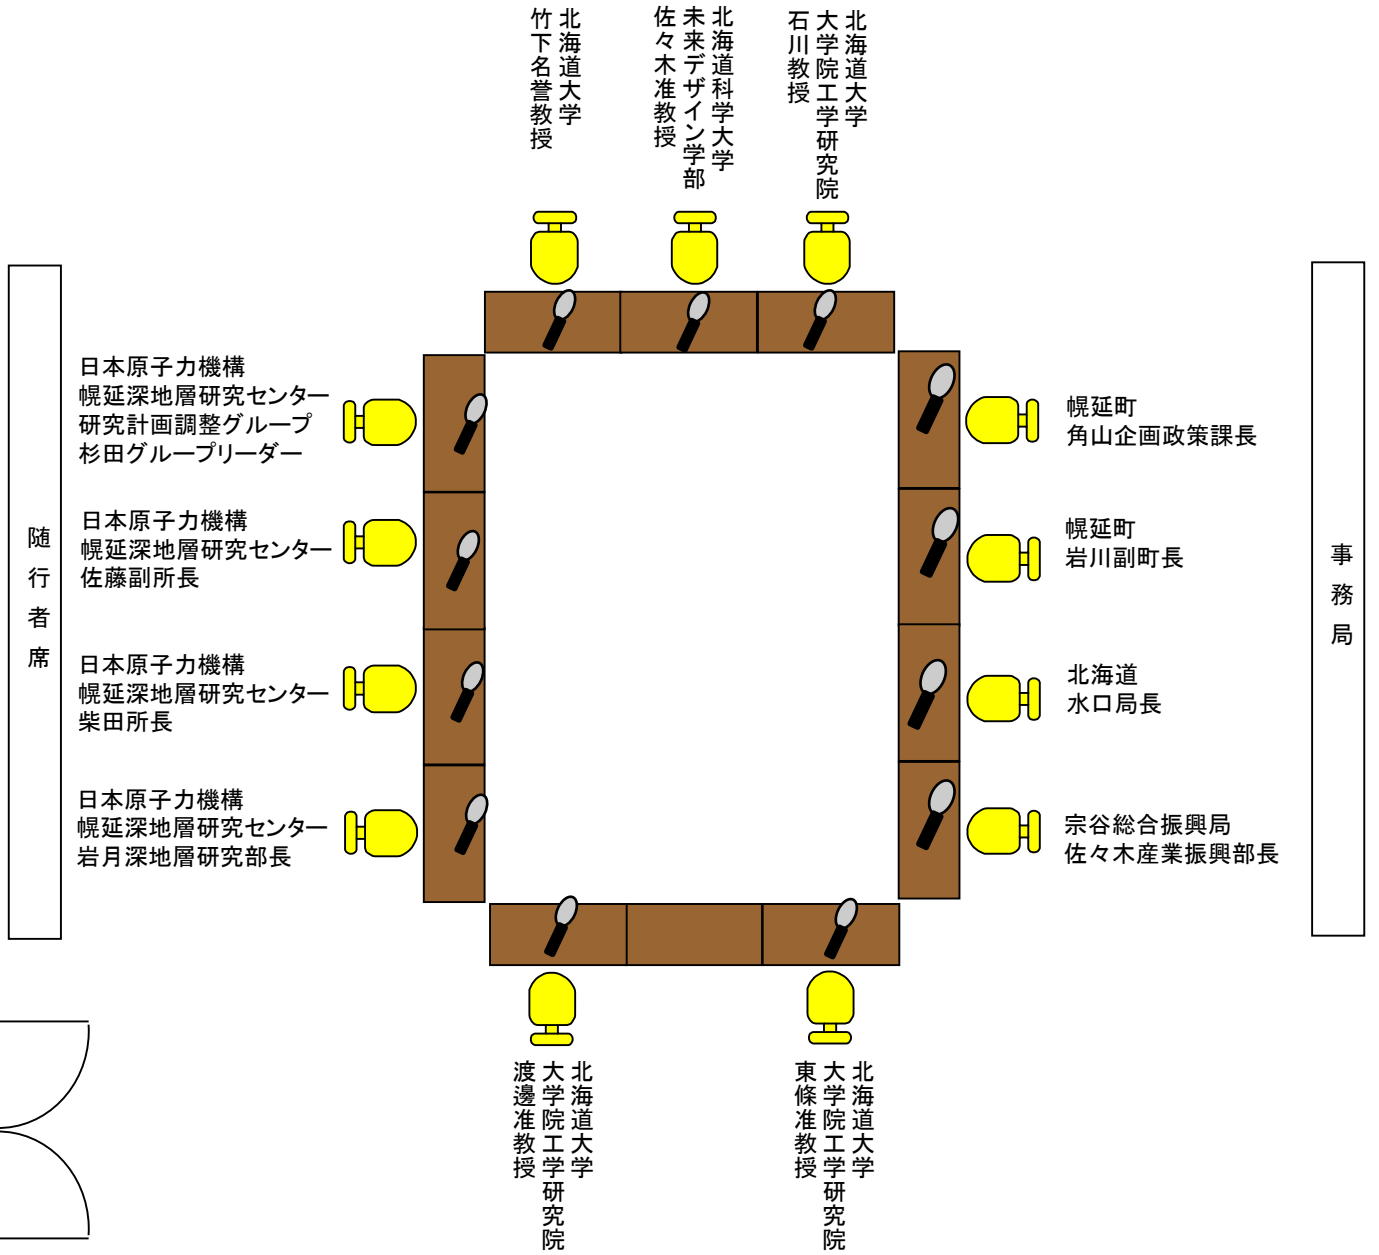 北海道大学
竹下名誉教授
北海道科学大学
未来デザイン学部
佐々木准教授
北海道大学
大学院工学研究院
石川教授
日本原子力機構
幌延深地層研究センター
研究計画調整グループ
杉田グループリーダー
日本原子力機構
幌延深地層研究センター
佐藤副所長
日本原子力機構
幌延深地層研究センター
柴田所長
日本原子力機構
幌延深地層研究センター
岩月深地層研究部長
随行者席
幌延町
角山企画政策課長
幌延町
岩川副町長
北海道
水口局長
宗谷総合振興局
佐々木産業振興部長
事務局
北海道大学
大学院工学研究院
渡邊准教授
北海道大学
大学院工学研究院
東條准教授